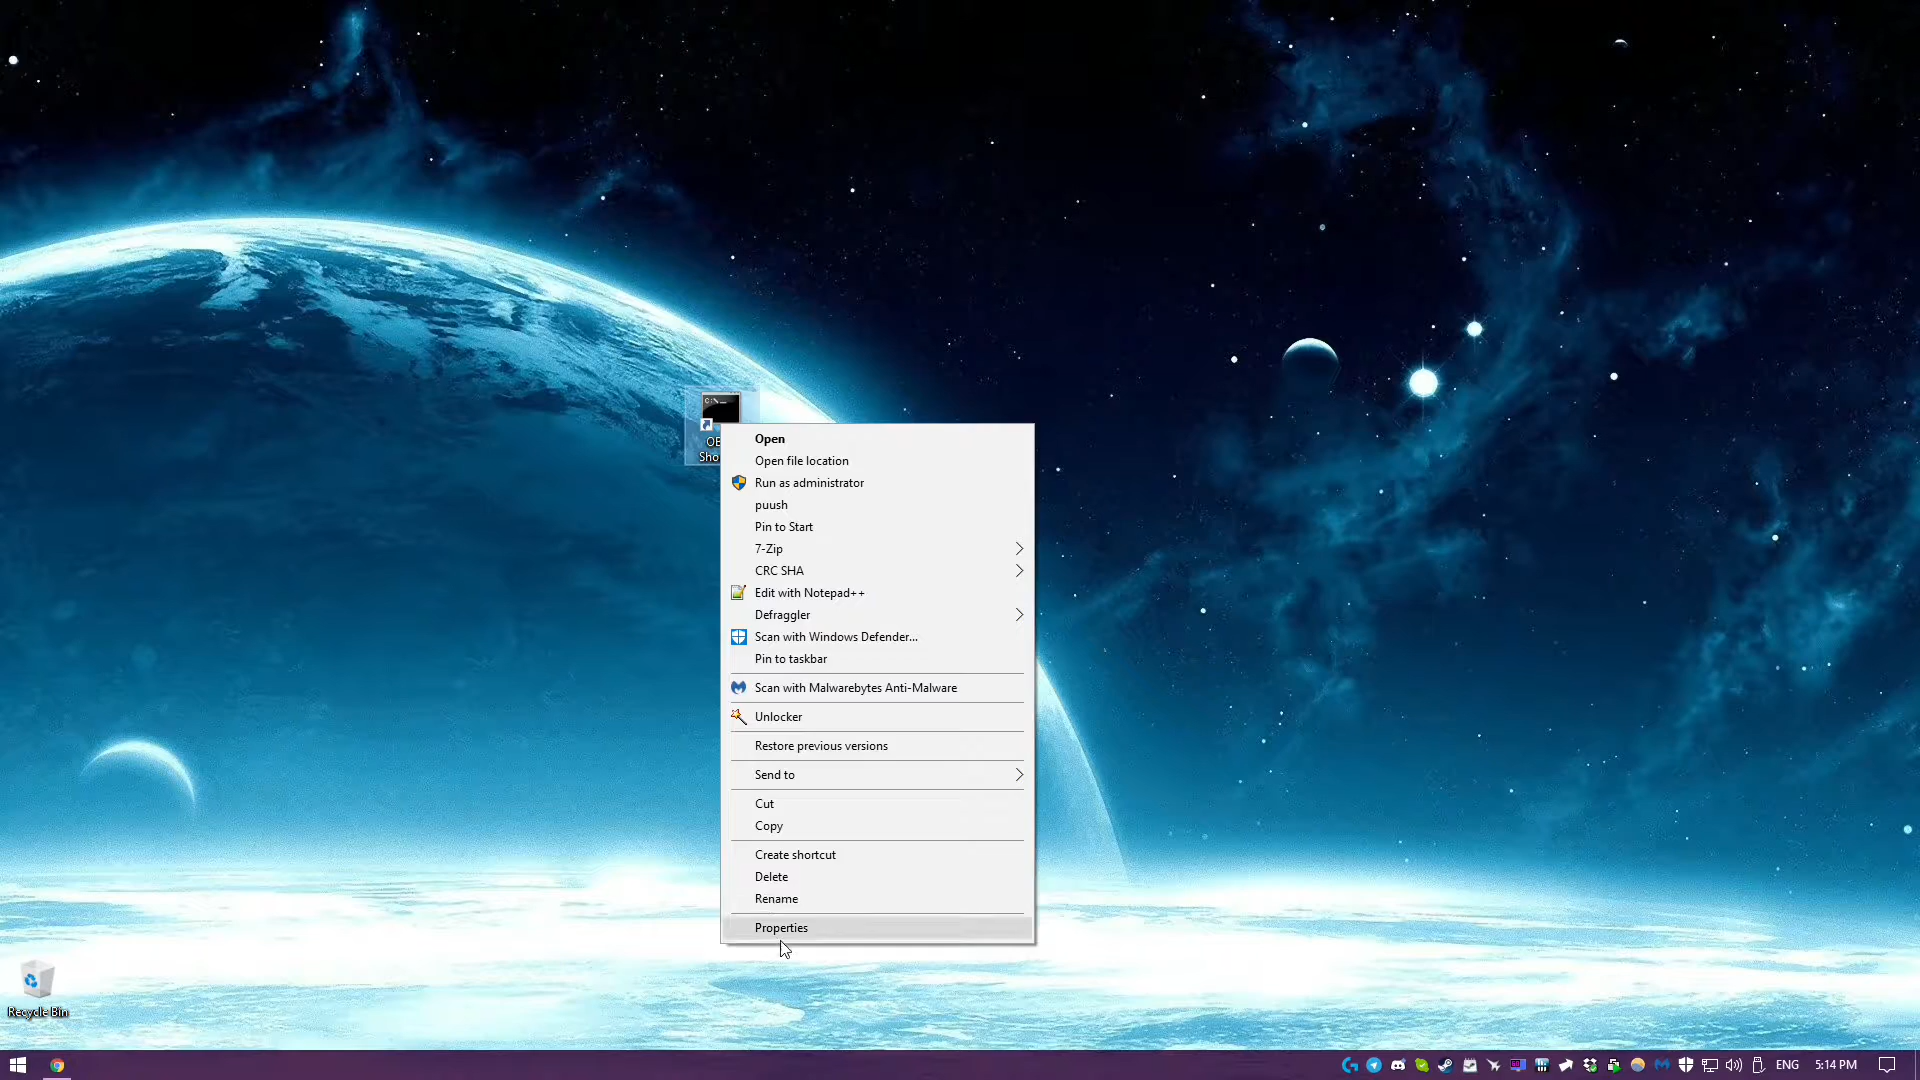 C:\
OB
Sho
Open
Open file location
Run as administrator
puush
Pin to Start
7-Zip
CRC SHA
Edit with Notepad++
Defraggler
Scan with Windows Defender...
Pin to taskbar
Scan with Malwarebytes Anti-Malware
Unlocker
Restore previous versions
Send to
Cut
Copy
Create shortcut
Delete
Rename
Properties
Recycle Bin
ENG 5:14 PM